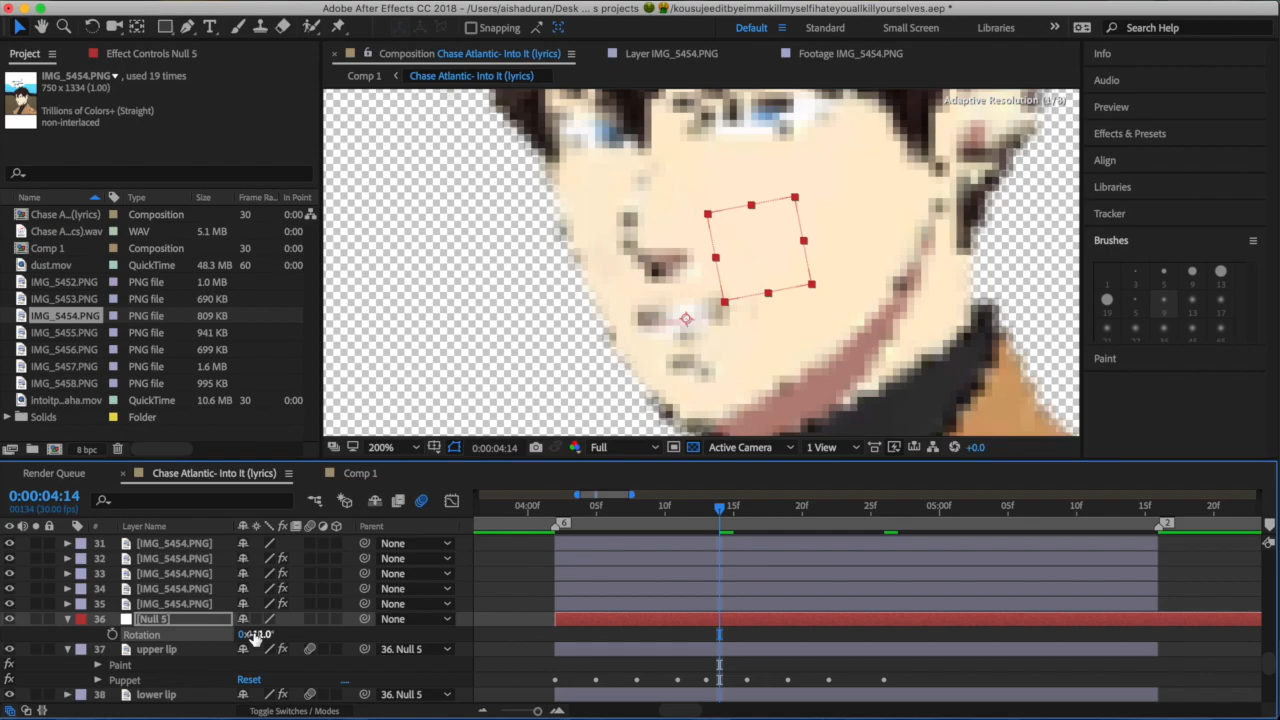 Adobe After Effects CC 2018 - /Users/aishaduran/Desk ... s projects 🤢 🤮 /kousujeeditbyeimmakillmyselfihateyouallkillyourselves.aep *
Snapping
Default
Standard
Small Screen
Libraries
Search Help
Project
Effect Controls Null 5
Composition Chase Atlantic- Into It (lyrics)
Layer IMG_5454.PNG
Footage IMG_5454.PNG
Info
IMG_5454.PNG▼, used 19 times
750 x 1334 (1.00)
Trillions of Colors+ (Straight)
non-interlaced
Comp 1
Chase Atlantic- Into It (lyrics)
Audio
Adaptive Resolution (1/8)
Preview
Effects & Presets
Align
Libraries
Tracker
Brushes
Name Type Size Frame Ra... In Point
Chase A...(lyrics) Composition 30 0:00
Chase A...cs).wav WAV 5.1 MB 0:00
Comp 1 Composition 30 0:00
dust.mov QuickTime 48.3 MB 60 0:00
IMG_5452.PNG PNG file 1.0 MB
IMG_5453.PNG PNG file 690 KB
IMG_5454.PNG PNG file 809 KB
IMG_5455.PNG PNG file 941 KB
IMG_5456.PNG PNG file 699 KB
IMG_5457.PNG PNG file 1.6 MB
IMG_5458.PNG PNG file 995 KB
intoitp...aha.mov QuickTime 10.6 MB 30 0:00
Solids Folder
1 3 5 9 13
19 5 9 13 17
Paint
8 bpc
200%
0:00:04:14
Full
Active Camera
1 View
+0.0
Render Queue
Chase Atlantic- Into It (lyrics)
Comp 1
0:00:04:14
00134 (30.00 fps)
04:00f 05f 10f 15f 20f 25f 05:00f 05f 10f 15f 20f
6
2
# Layer Name Parent
31 [IMG_5454.PNG] None
32 [IMG_5454.PNG] None
33 [IMG_5454.PNG] None
34 [IMG_5454.PNG] None
35 [IMG_5454.PNG] None
36 [Null 5] None
Rotation
37 upper lip 36. Null 5
Paint
Puppet Reset ...
38 lower lip 36. Null 5
Toggle Switches / Modes